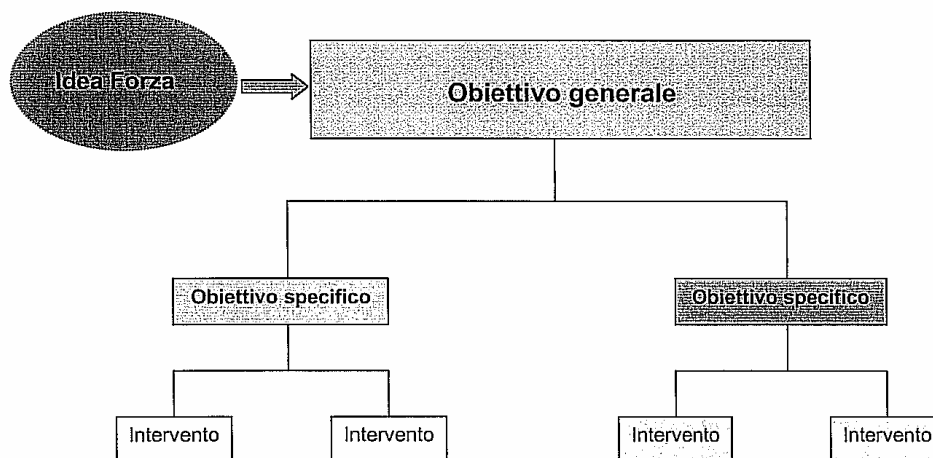 Idea Forza
Obiettivo generale
Obiettivo specifico
Obiettivo specifico
Intervento
Intervento
Intervento
Intervento